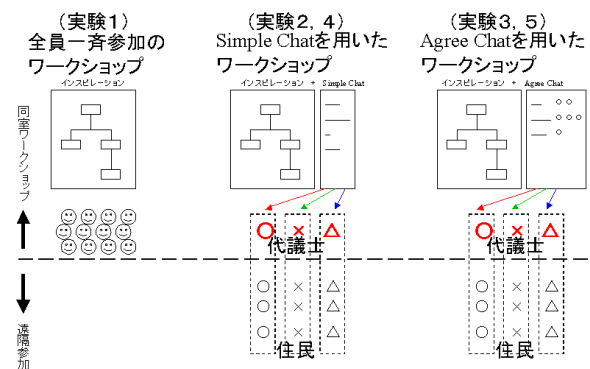 (実験1)
全員一斉参加の
ワークショップ
インスピレーション
(実験2, 4)
Simple Chatを用いた
ワークショップ
インスピレーション + Simple Chat
(実験3, 5)
Agree Chatを用いた
ワークショップ
インスピレーション + Agree Chat
同室ワークショップ
遠隔参加
代議士
住民
代議士
住民